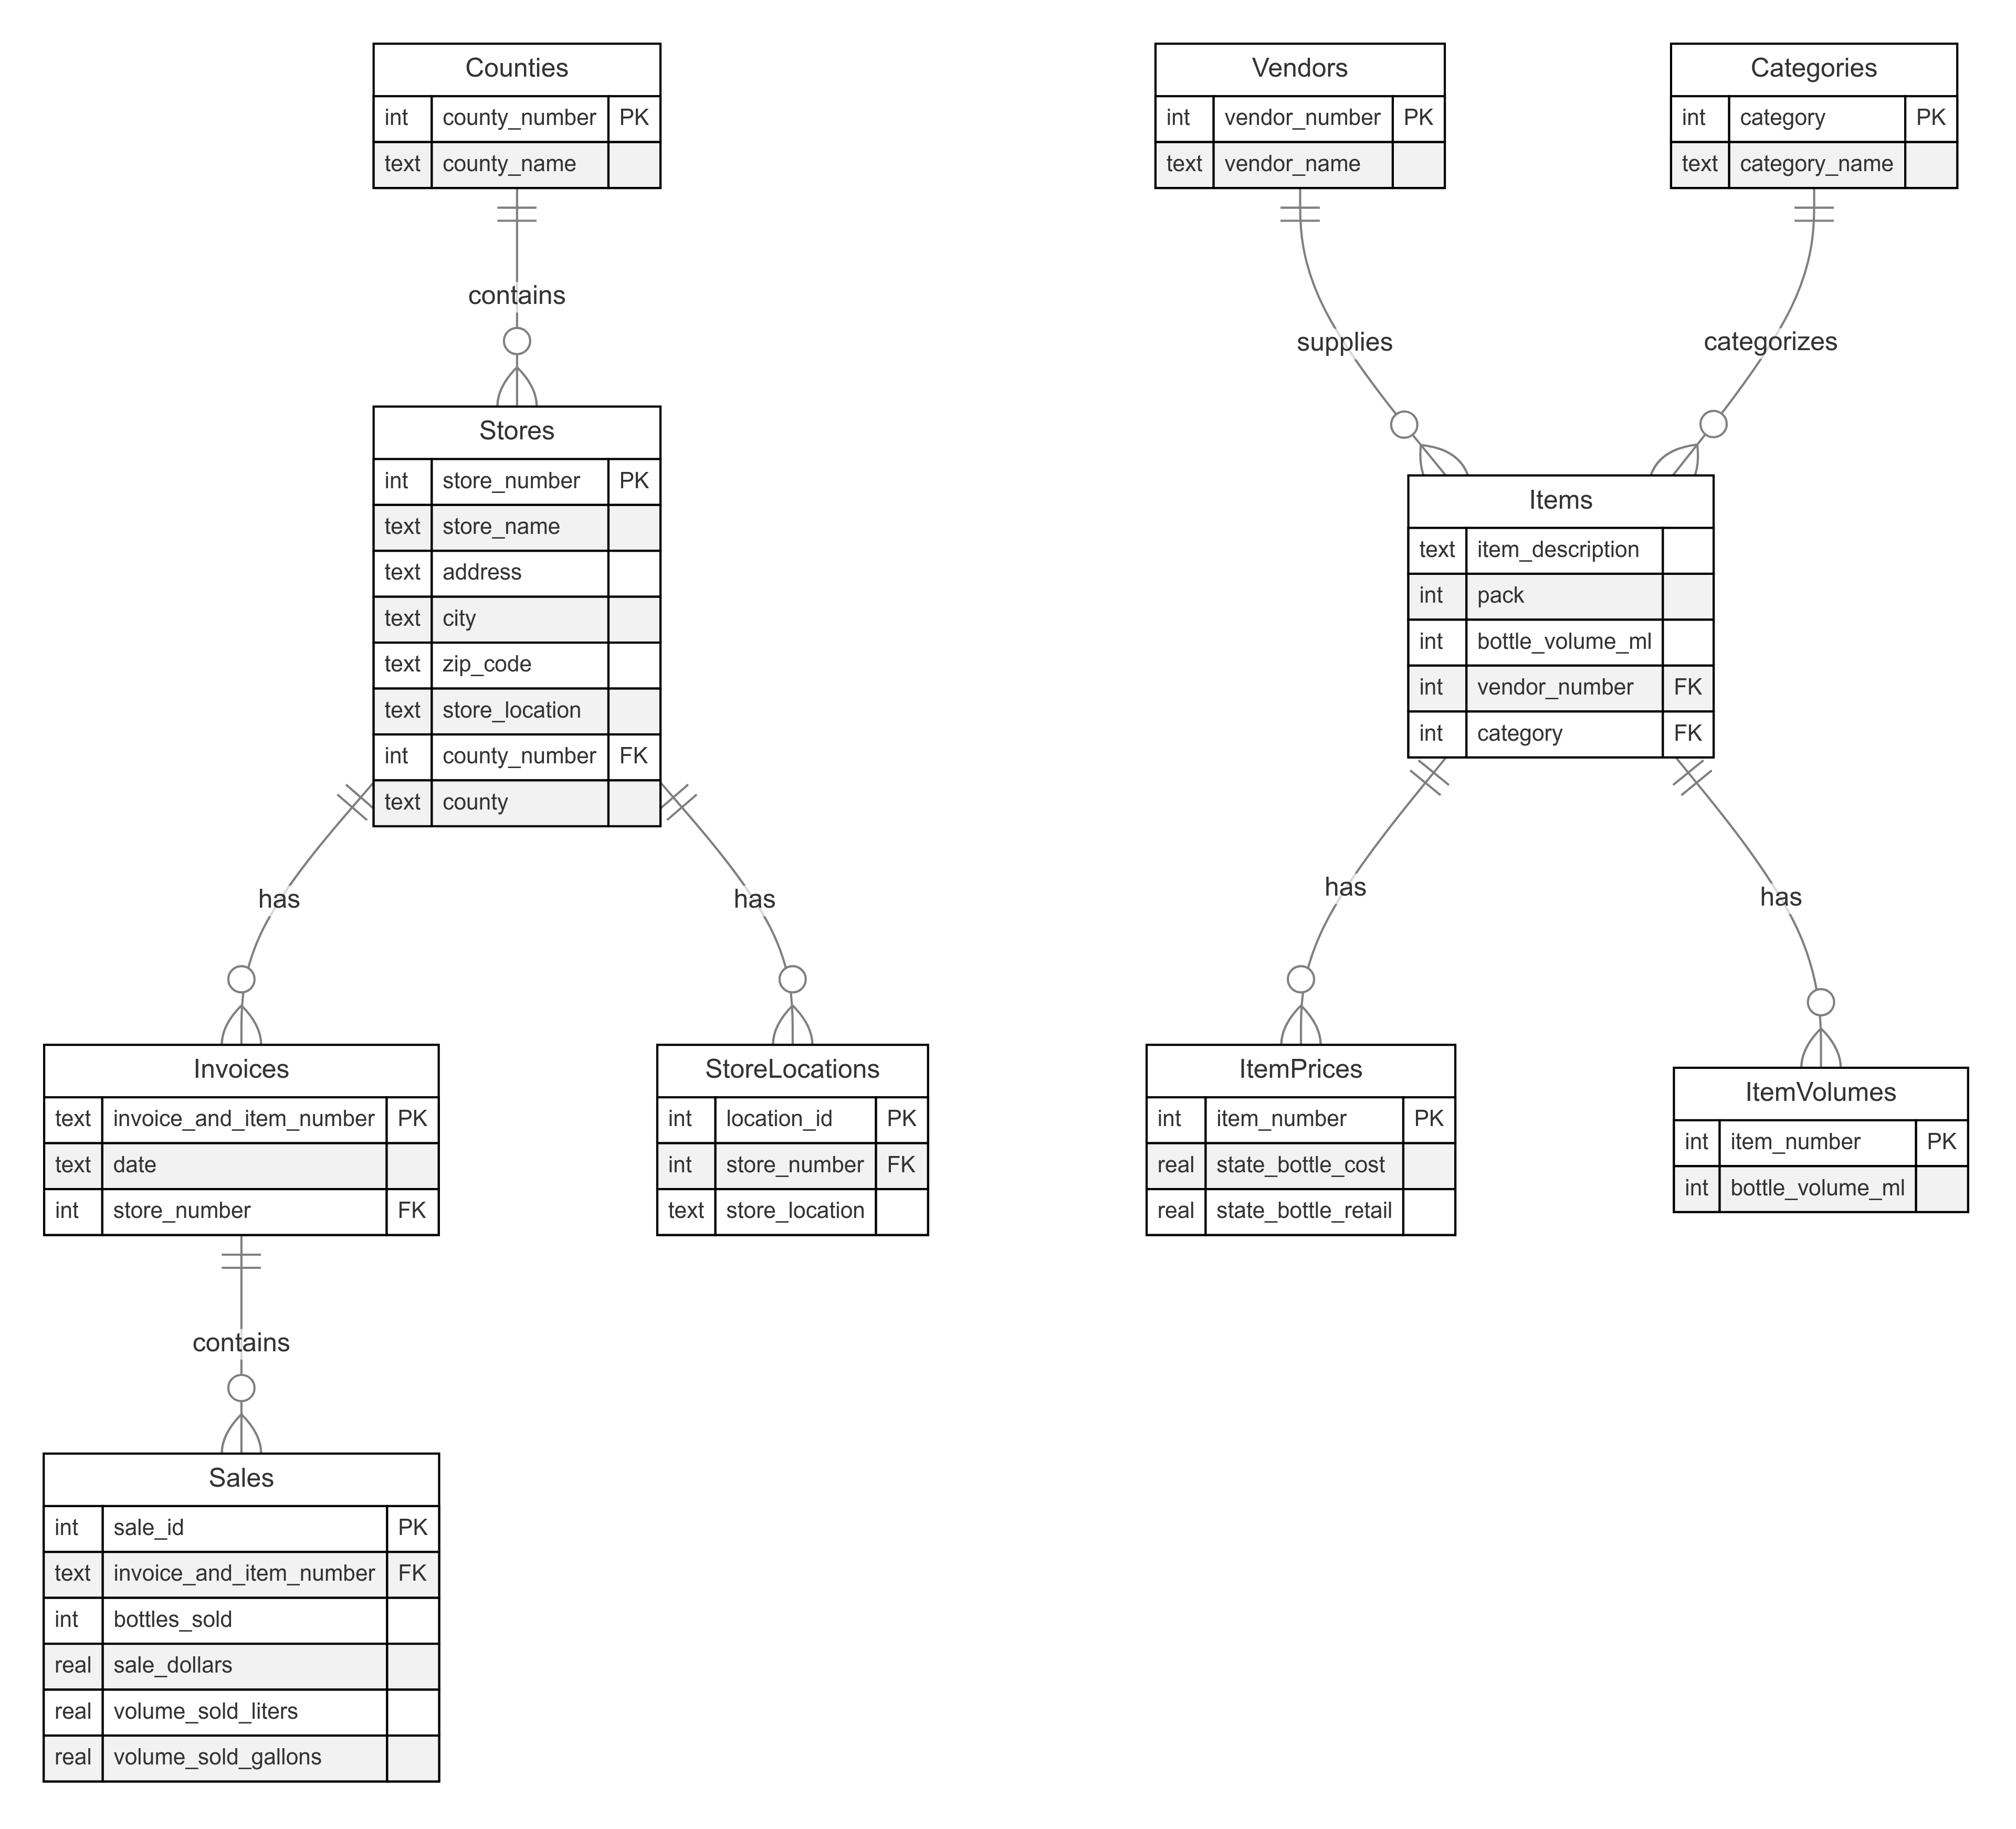 Counties
int county_number PK
text county_name
Vendors
int vendor_number PK
text vendor_name
Categories
int category PK
text category_name
contains
supplies
categorizes
Stores
int store_number PK
text store_name
text address
text city
text zip_code
text store_location
int county_number FK
text county
Items
text item_description
int pack
int bottle_volume_ml
int vendor_number FK
int category FK
has
has
has
has
Invoices
text invoice_and_item_number PK
text date
int store_number FK
StoreLocations
int location_id PK
int store_number FK
text store_location
ItemPrices
int item_number PK
real state_bottle_cost
real state_bottle_retail
ItemVolumes
int item_number PK
int bottle_volume_ml
contains
Sales
int sale_id PK
text invoice_and_item_number FK
int bottles_sold
real sale_dollars
real volume_sold_liters
real volume_sold_gallons